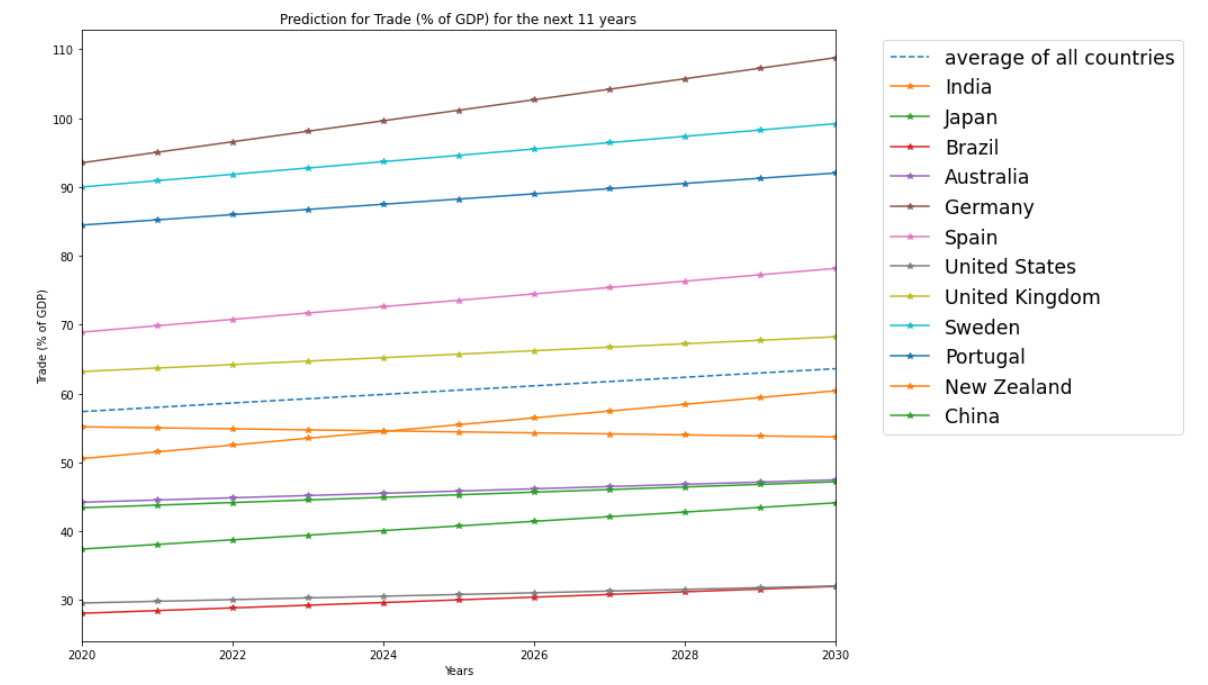 Prediction for Trade (% of GDP) for the next 11 years
110
100
90
80
70
60
50
40
30
Trade (% of GDP)
2020 2022 2024 2026 2028 2030
Years
average of all countries
India
Japan
Brazil
Australia
Germany
Spain
United States
United Kingdom
Sweden
Portugal
New Zealand
China